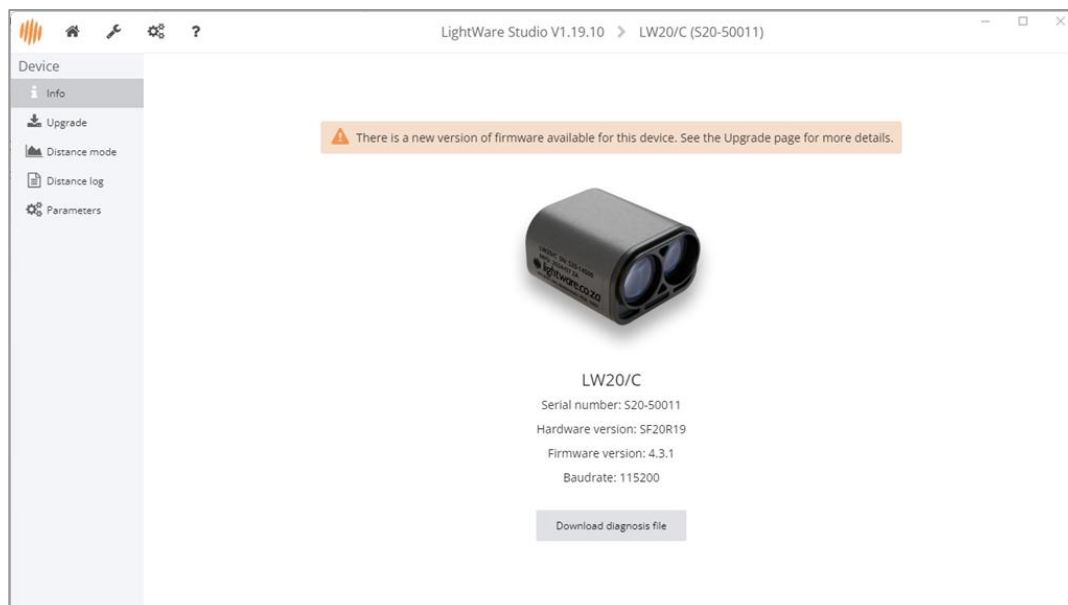 LightWare Studio V1.19.10 > LW20/C (S20-50011)
Device
Info
Upgrade
Distance mode
Distance log
Parameters
There is a new version of firmware available for this device. See the Upgrade page for more details.
lightware.co.za
LW20/C
Serial number: S20-50011
Hardware version: SF20R19
Firmware version: 4.3.1
Baudrate: 115200
Download diagnosis file